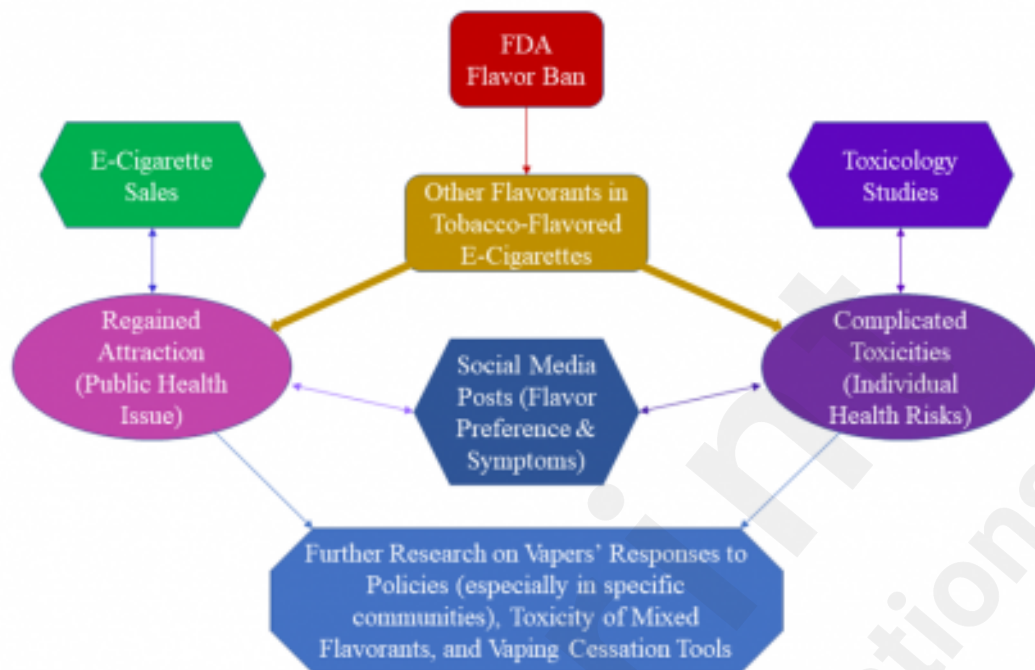 FDA
Flavor Ban
E-Cigarette
Sales
Other Flavorants in
Tobacco-Flavored
E-Cigarettes
Toxicology
Studies
Regained
Attraction
(Public Health
Issue)
Social Media
Posts (Flavor
Preference &
Symptoms)
Complicated
Toxicities
(Individual
Health Risks)
Further Research on Vapers’ Responses to
Policies (especially in specific
communities), Toxicity of Mixed
Flavorants, and Vaping Cessation Tools